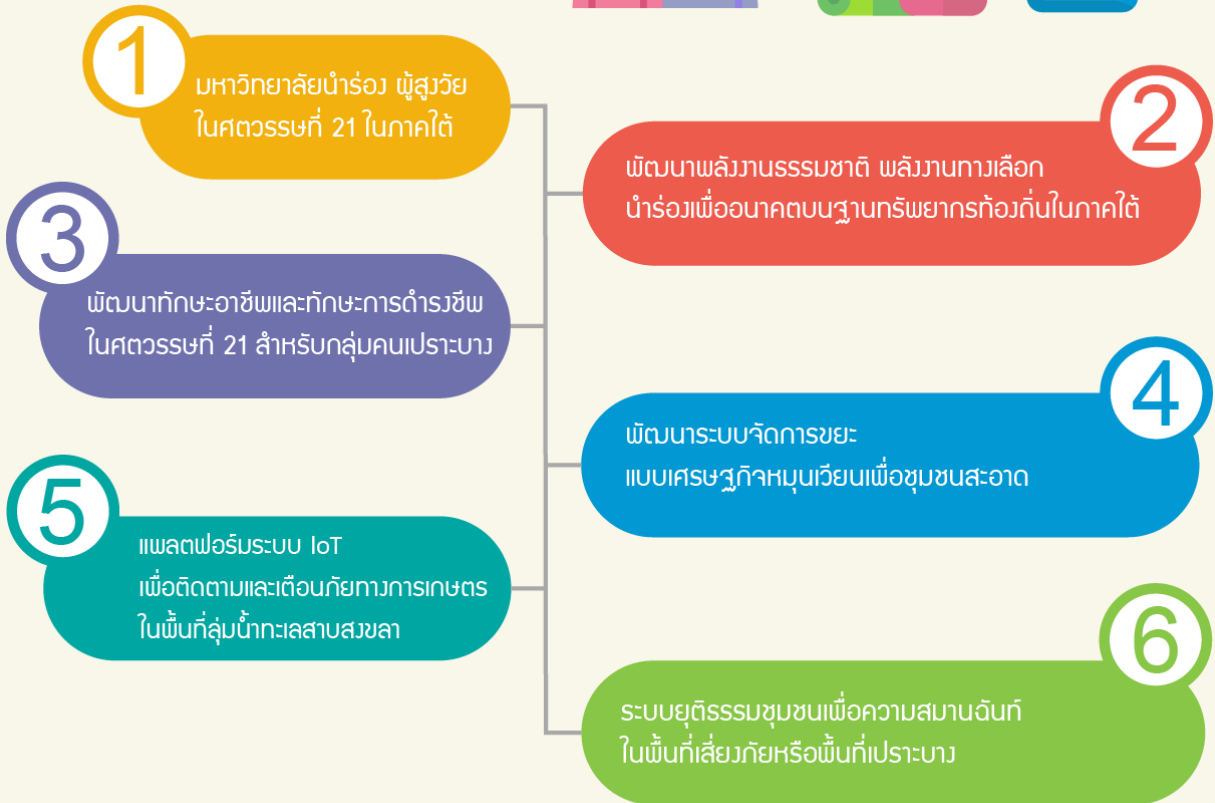 1
มหาวิทยาลัยนำร่อง ผู้สูงวัย
ในศตวรรษที่ 21 ในภาคใต้
2
พัฒนาพลังงานธรรมชาติ พลังงานทางเลือก
นำร่องเพื่ออนาคตบนฐานทรัพยากรท้องถิ่นในภาคใต้
3
พัฒนาทักษะอาชีพและทักษะการดำรงชีพ
ในศตวรรษที่ 21 สำหรับกลุ่มคนเปราะบาง
4
พัฒนาระบบจัดการขยะ
แบบเศรษฐกิจหมุนเวียนเพื่อชุมชนสะอาด
5
แพลตฟอร์มระบบ IoT
เพื่อติดตามและเตือนภัยทางการเกษตร
ในพื้นที่ลุ่มน้ำทะเลสาบสงขลา
6
ระบบยุติธรรมชุมชนเพื่อความสมานฉันท์
ในพื้นที่เสี่ยงภัยหรือพื้นที่เปราะบาง